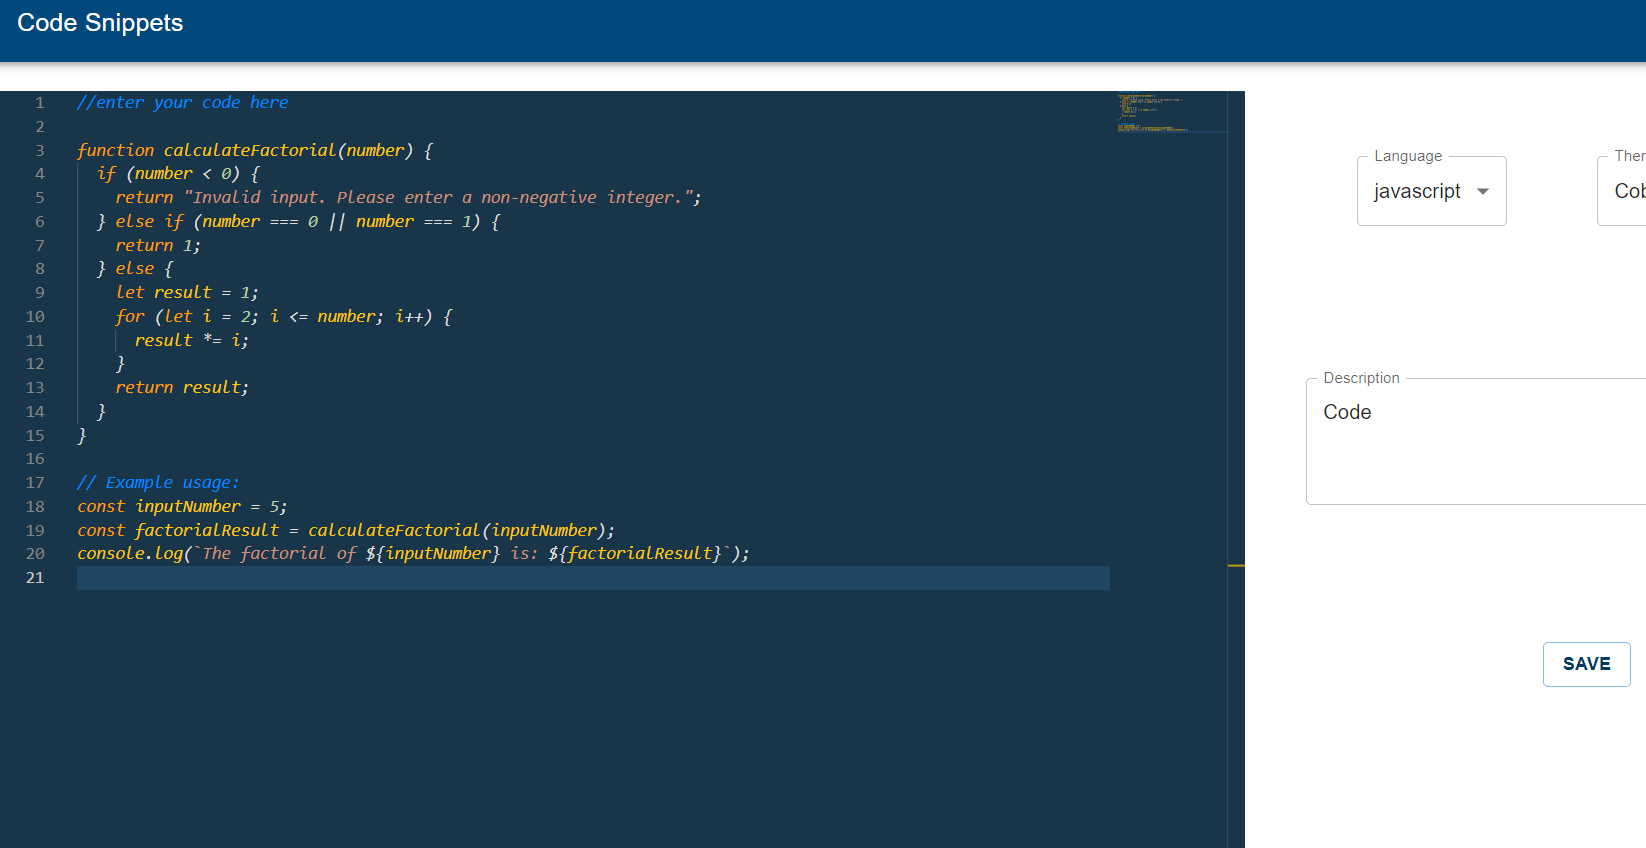 Code Snippets
1 //enter your code here
2
3 function calculateFactorial(number) {
4 if (number < 0) {
5 return "Invalid input. Please enter a non-negative integer.";
6 } else if (number === 0 || number === 1) {
7 return 1;
8 } else {
9 let result = 1;
10 for (let i = 2; i <= number; i++) {
11 result *= i;
12 }
13 return result;
14 }
15 }
16
17 // Example usage:
18 const inputNumber = 5;
19 const factorialResult = calculateFactorial(inputNumber);
20 console.log(`The factorial of ${inputNumber} is: ${factorialResult}`);
21
Language
javascript
Description
Code
SAVE